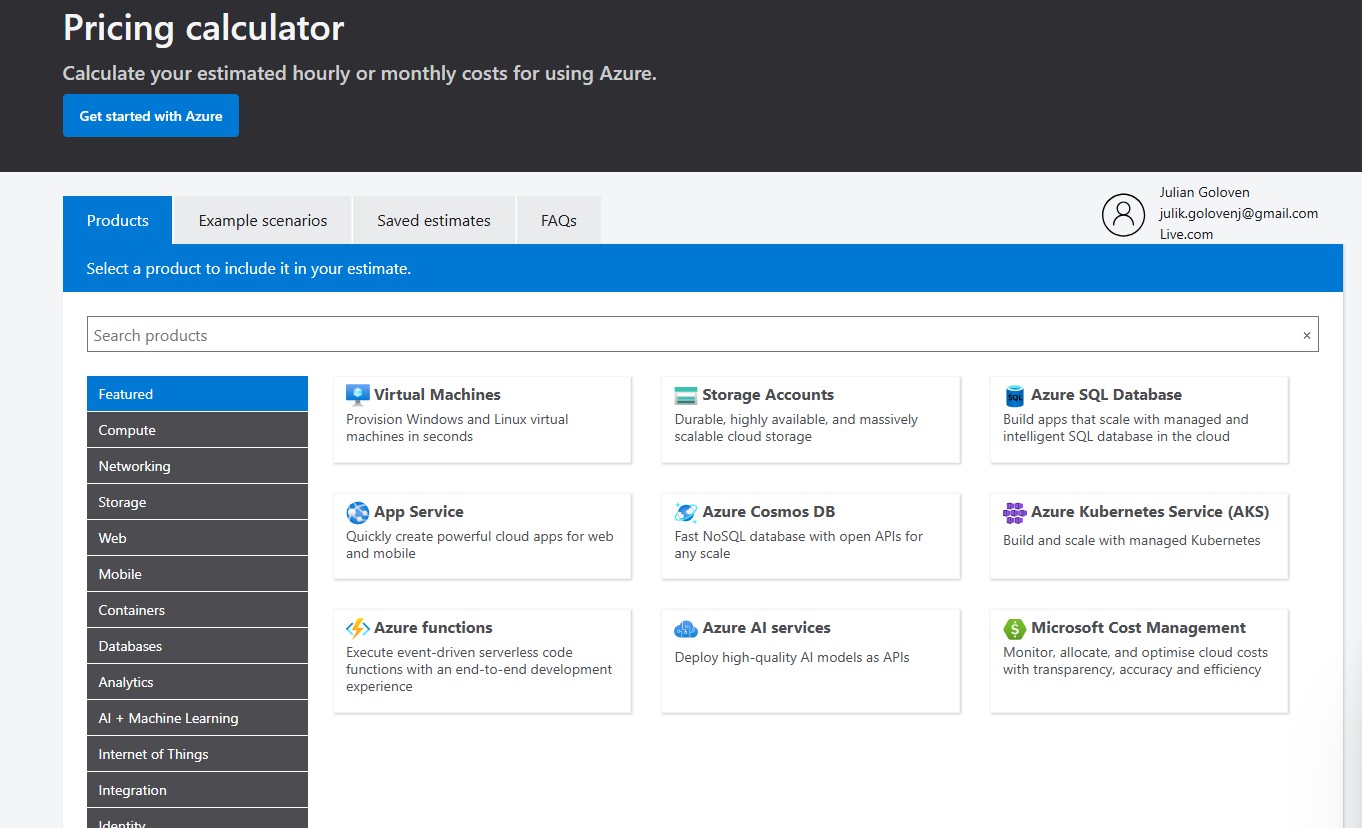 Pricing calculator
Calculate your estimated hourly or monthly costs for using Azure.
Get started with Azure
Products
Example scenarios
Saved estimates
FAQs
Julian Goloven
julik.golovenj@gmail.com
Live.com
Select a product to include it in your estimate.
Search products
×
Featured
Compute
Networking
Storage
Web
Mobile
Containers
Databases
Analytics
AI + Machine Learning
Internet of Things
Integration
Identity
Virtual Machines
Provision Windows and Linux virtual
machines in seconds
Storage Accounts
Durable, highly available, and massively
scalable cloud storage
SQL
Azure SQL Database
Build apps that scale with managed and
intelligent SQL database in the cloud
App Service
Quickly create powerful cloud apps for web
and mobile
Azure Cosmos DB
Fast NoSQL database with open APIs for
any scale
Azure Kubernetes Service (AKS)
Build and scale with managed Kubernetes
Azure functions
Execute event-driven serverless code
functions with an end-to-end development
experience
Azure AI services
Deploy high-quality AI models as APIs
$
Microsoft Cost Management
Monitor, allocate, and optimise cloud costs
with transparency, accuracy and efficiency